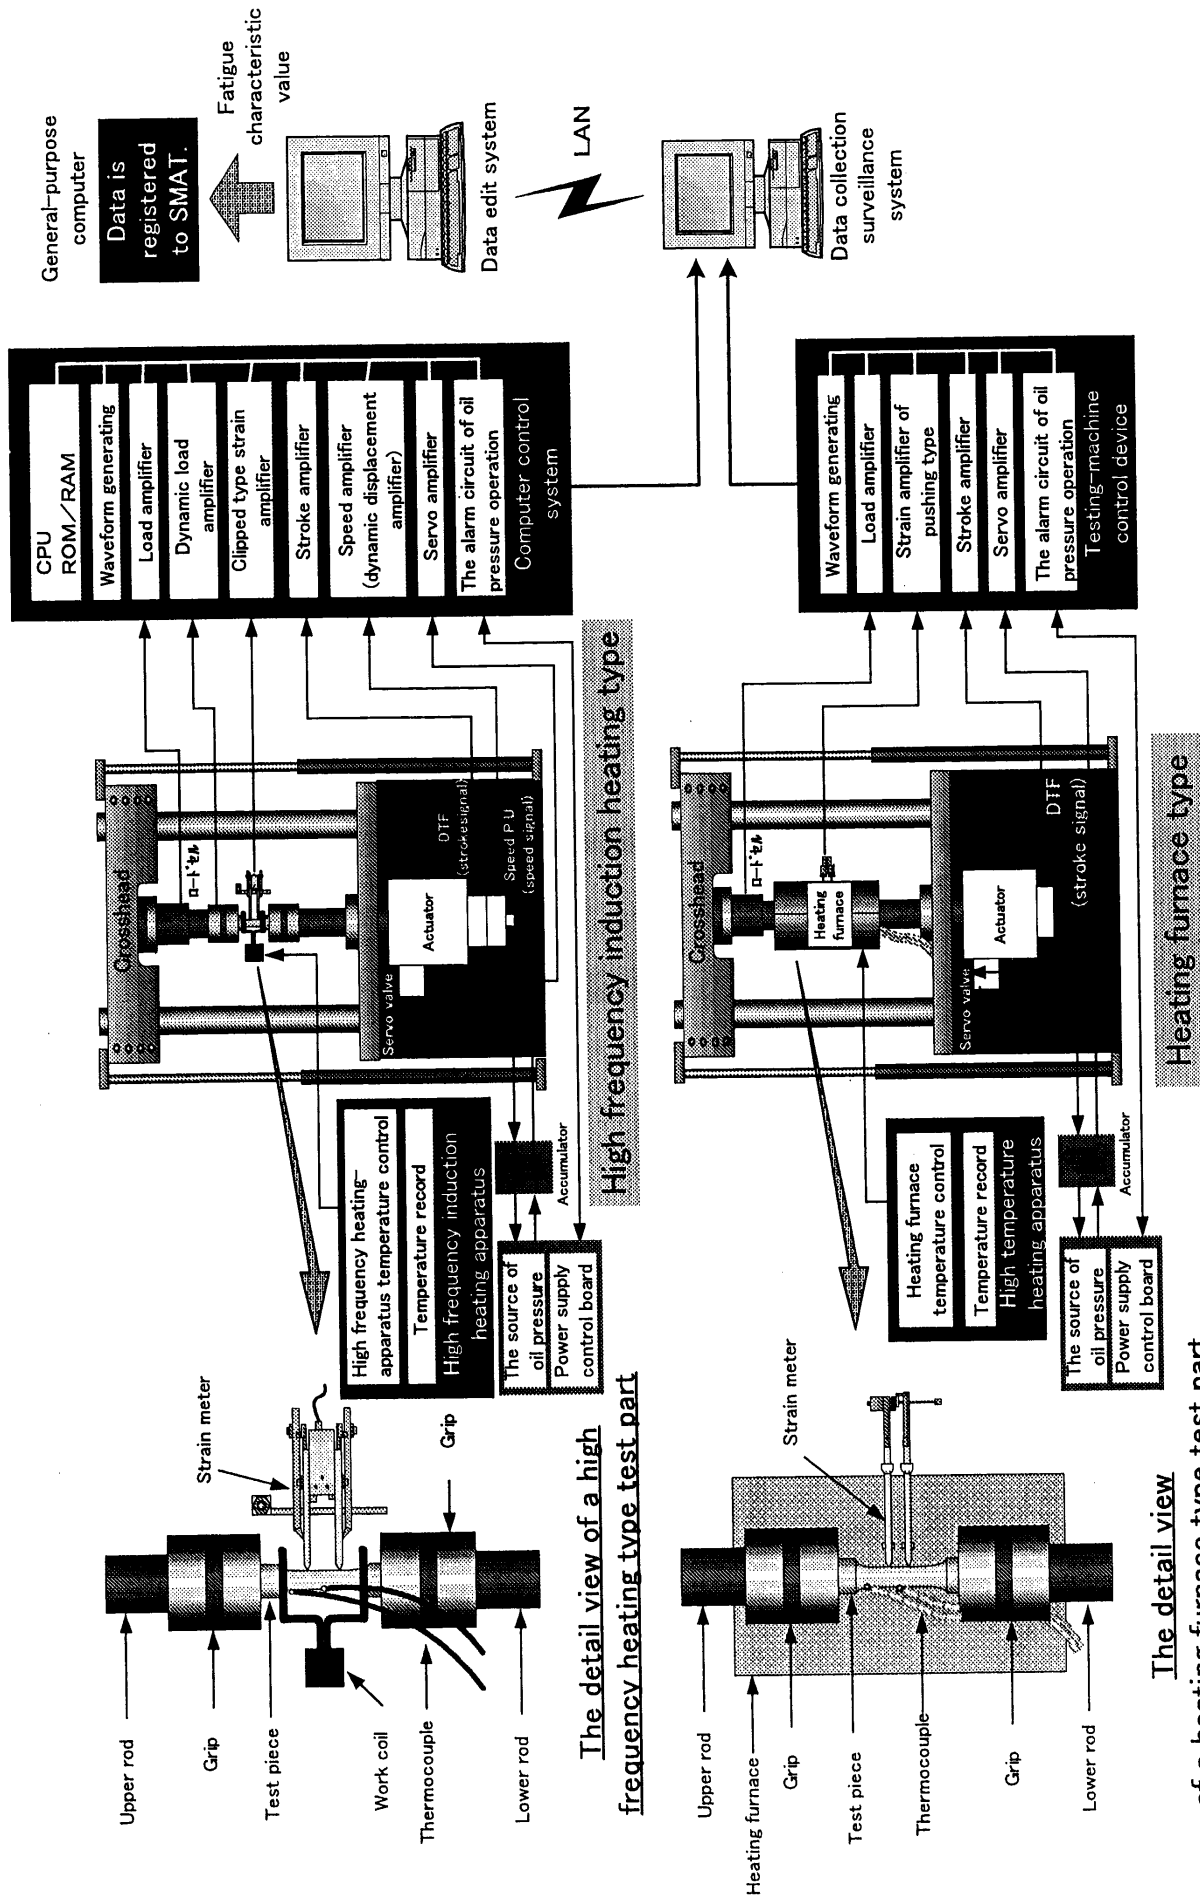 Upper rod
Grip
Test piece
Work coil
Thermocouple
Lower rod
Strain meter
Grip
The detail view of a high
frequency heating type test part
High frequency heating-
apparatus temperature control
Temperature record
High frequency induction
heating apparatus
The source of
oil pressure
Power supply
control board
Accumulator
Crosshead
ロードセル
Servo valve
Actuator
DTF
(strokesignal)
Speed P.U
(speed signal)
High frequency induction heating type
CPU
ROM/RAM
Waveform generating
Load amplifier
Dynamic load
amplifier
Clipped type strain
amplifier
Stroke amplifier
Speed amplifier
(dynamic displacement
amplifier)
Servo amplifier
The alarm circuit of oil
pressure operation
Computer control
system
General-purpose
computer
Data is
registered
to SMAT.
Fatigue
characteristic
value
Data edit system
LAN
Data collection
surveillance
system
Upper rod
Heating furnace
Grip
Test piece
Thermocouple
Grip
Lower rod
Strain meter
The detail view
of a heating furnace type test part
Heating furnace
temperature control
Temperature record
High temperature
heating apparatus
The source of
oil pressure
Power supply
control board
Accumulator
Crosshead
ロードセル
Heating
furnace
Servo valve
Actuator
DTF
(stroke signal)
Heating furnace type
Waveform generating
Load amplifier
Strain amplifier of
pushing type
Stroke amplifier
Servo amplifier
The alarm circuit of oil
pressure operation
Testing-machine
control device